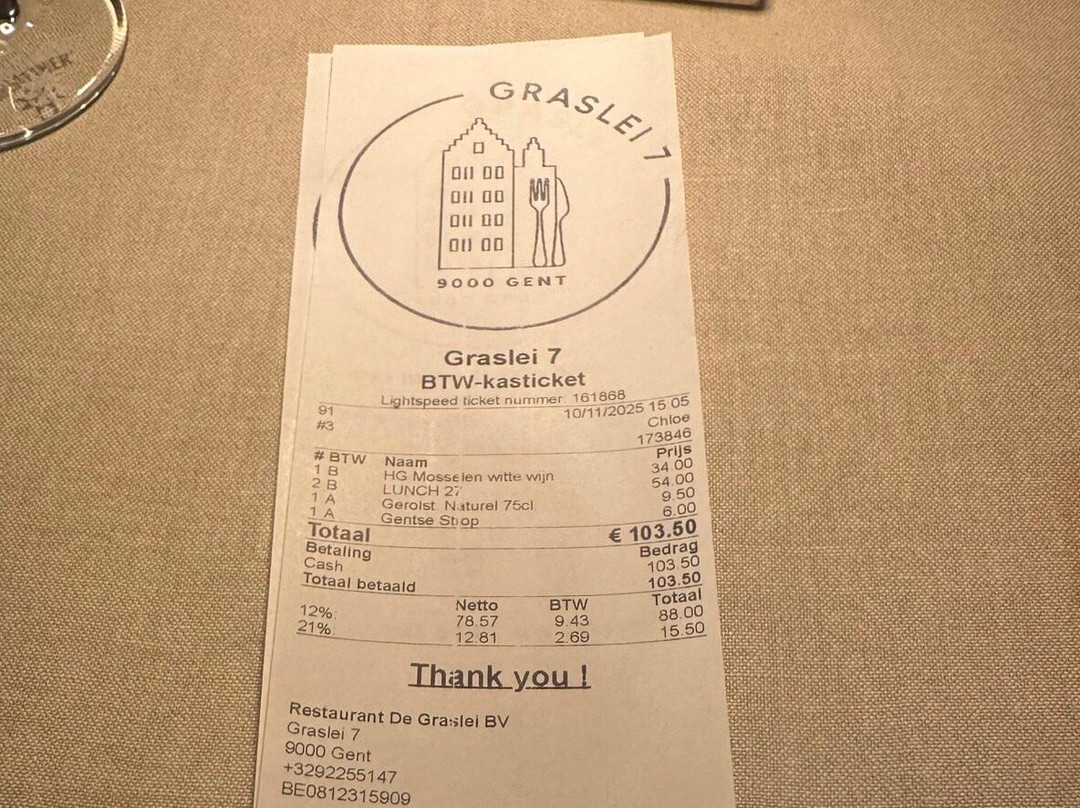 GRASLEI 7
9000 GENT
Graslei 7
BTW-kasticket
Lightspeed ticket nummer: 161868
91 10/11/2025 15:05
#3 Chloe
173846
# BTW Naam Prijs
1 B HG Mosselen witte wijn 34.00
2 B LUNCH 27 54.00
1 A Gerolst. Naturel 75cl 9.50
1 A Gentse Strop 6.00
Totaal € 103.50
Betaling Bedrag
Cash 103.50
Totaal betaald 103.50
Netto BTW Totaal
12%: 78.57 9.43 88.00
21%: 12.81 2.69 15.50
Thank you !
Restaurant De Graslei BV
Graslei 7
9000 Gent
+3292255147
BE0812315909